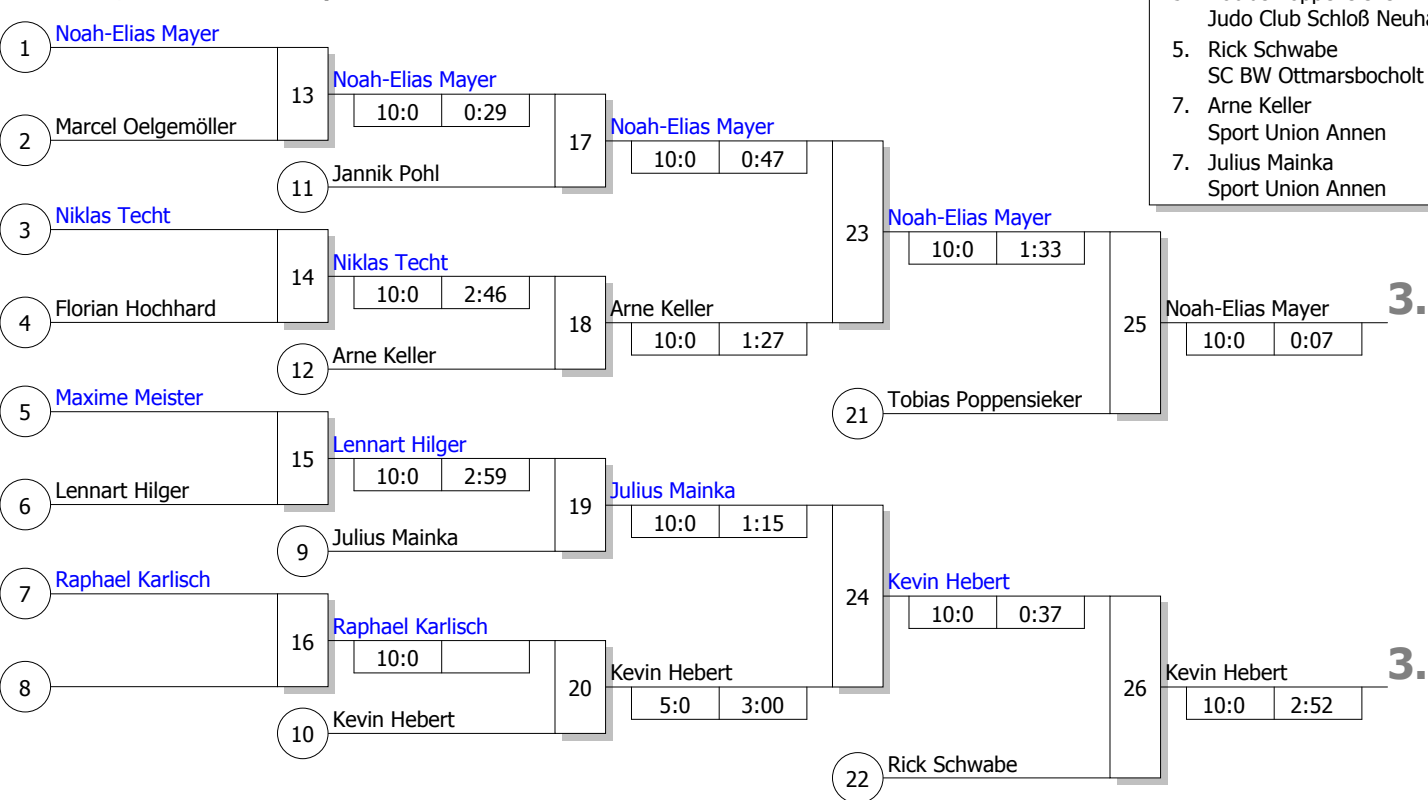 Judo Club Schloß
5. Rick Schwabe
SC BW Ottmarsbocholt
7. Arne Keller
Sport Union Annen
7. Julius Mainka
Sport Union Annen
1 Noah-Elias Mayer
13 Noah-Elias Mayer
10:0 0:29
2 Marcel Oelgemöller
17 Noah-Elias Mayer
10:0 0:47
11 Jannik Pohl
3 Niklas Techt
23 Noah-Elias Mayer
10:0 1:33
14 Niklas Techt
10:0 2:46
4 Florian Hochhard
18 Arne Keller
10:0 1:27
12 Arne Keller
25 Noah-Elias Mayer 3.
10:0 0:07
21 Tobias Poppensieker
5 Maxime Meister
15 Lennart Hilger
10:0 2:59
6 Lennart Hilger
19 Julius Mainka
10:0 1:15
9 Julius Mainka
7 Raphael Karlisch
24 Kevin Hebert
10:0 0:37
16 Raphael Karlisch
10:0
8
20 Kevin Hebert
5:0 3:00
10 Kevin Hebert
26 Kevin Hebert 3.
10:0 2:52
22 Rick Schwabe